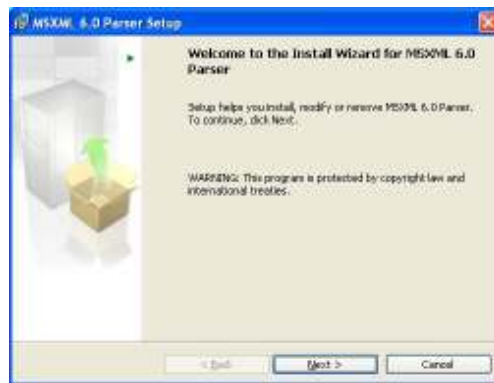 MSXML 6.0 Parser Setup
Welcome to the Install Wizard for MSXML 6.0
Parser
Setup helps you install, modify or remove MSXML 6.0 Parser.
To continue, click Next.
WARNING: This program is protected by copyright law and
international treaties.
< Back
Next >
Cancel